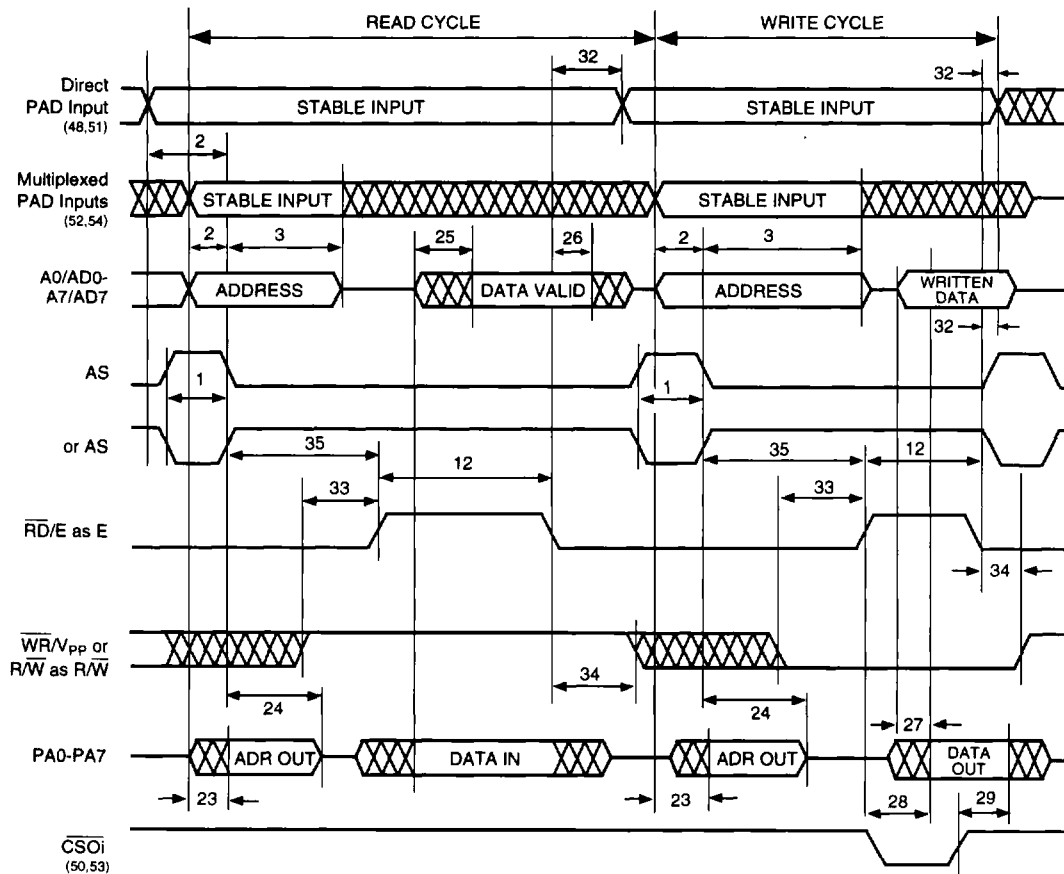 READ CYCLE WRITE CYCLE
32
32
Direct
PAD Input
(48,51)
STABLE INPUT STABLE INPUT
2
Multiplexed
PAD Inputs
(52,54)
STABLE INPUT STABLE INPUT
2 3 25 26 2 3
A0/AD0-
A7/AD7
ADDRESS DATA VALID ADDRESS WRITTEN
DATA
32
AS
1 1
or AS
35 12 35 12
33 33
RD/E as E
34
WR/VPP or
R/W as R/W
34
24 24
27
PA0-PA7
ADR OUT DATA IN ADR OUT DATA
OUT
23 23 28 29
CSOi
(50,53)